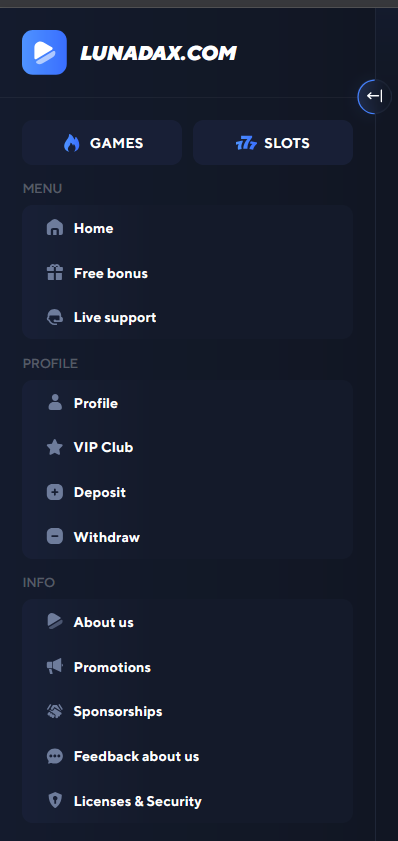 LUNADAX.COM
GAMES
SLOTS
MENU
Home
Free bonus
Live support
PROFILE
Profile
VIP Club
Deposit
Withdraw
INFO
About us
Promotions
Sponsorships
Feedback about us
Licenses & Security